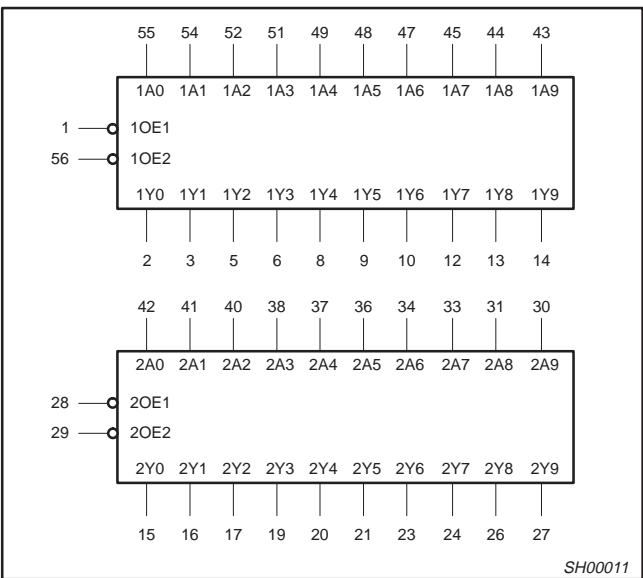 55 54 52 51 49 48 47 45 44 43
1A0 1A1 1A2 1A3 1A4 1A5 1A6 1A7 1A8 1A9
1 1OE1
56 1OE2
1Y0 1Y1 1Y2 1Y3 1Y4 1Y5 1Y6 1Y7 1Y8 1Y9
2 3 5 6 8 9 10 12 13 14
42 41 40 38 37 36 34 33 31 30
2A0 2A1 2A2 2A3 2A4 2A5 2A6 2A7 2A8 2A9
28 2OE1
29 2OE2
2Y0 2Y1 2Y2 2Y3 2Y4 2Y5 2Y6 2Y7 2Y8 2Y9
15 16 17 19 20 21 23 24 26 27
SH00011